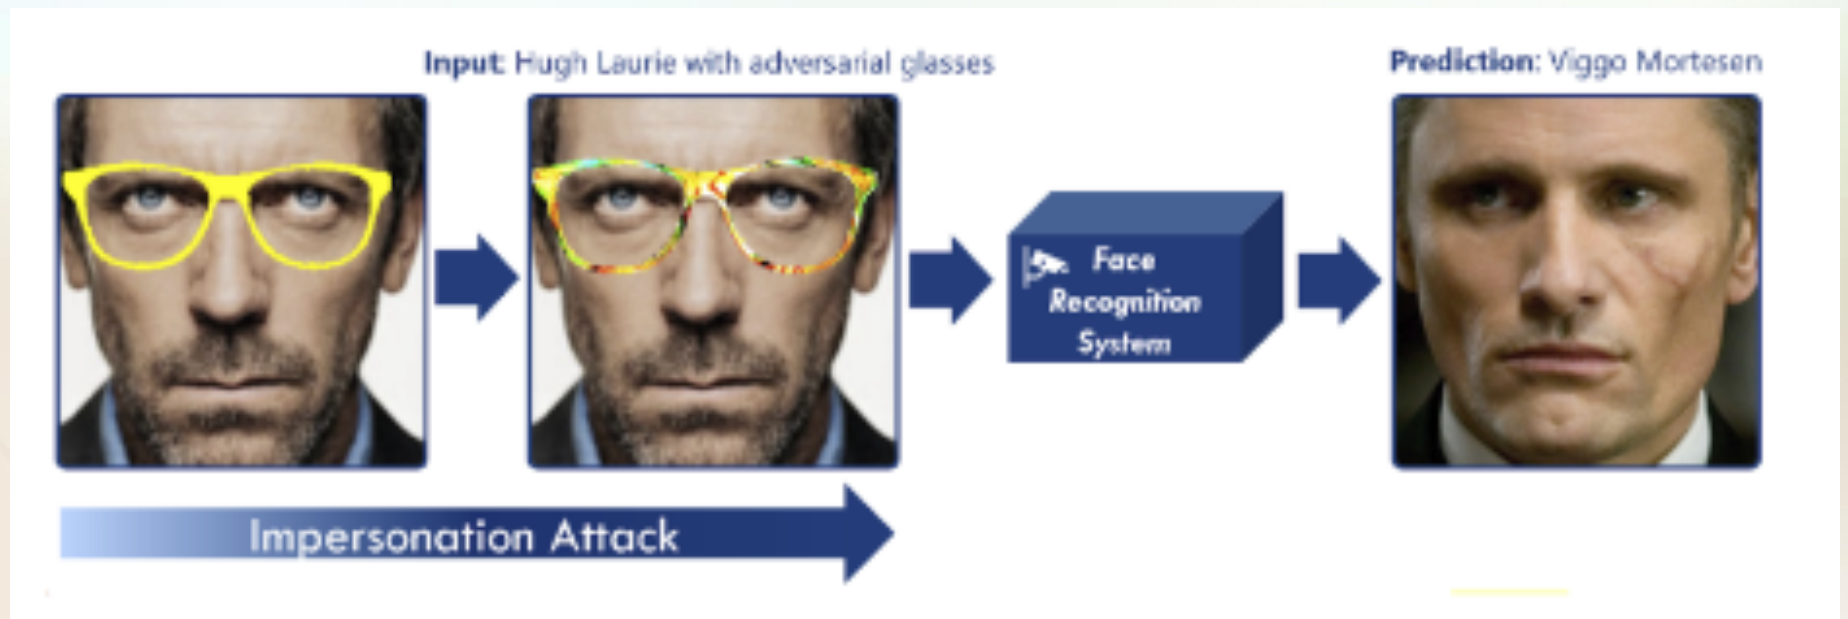 Input: Hugh Laurie with adversarial glasses
Prediction: Viggo Mortesen
Face
Recognition
System
Impersonation Attack